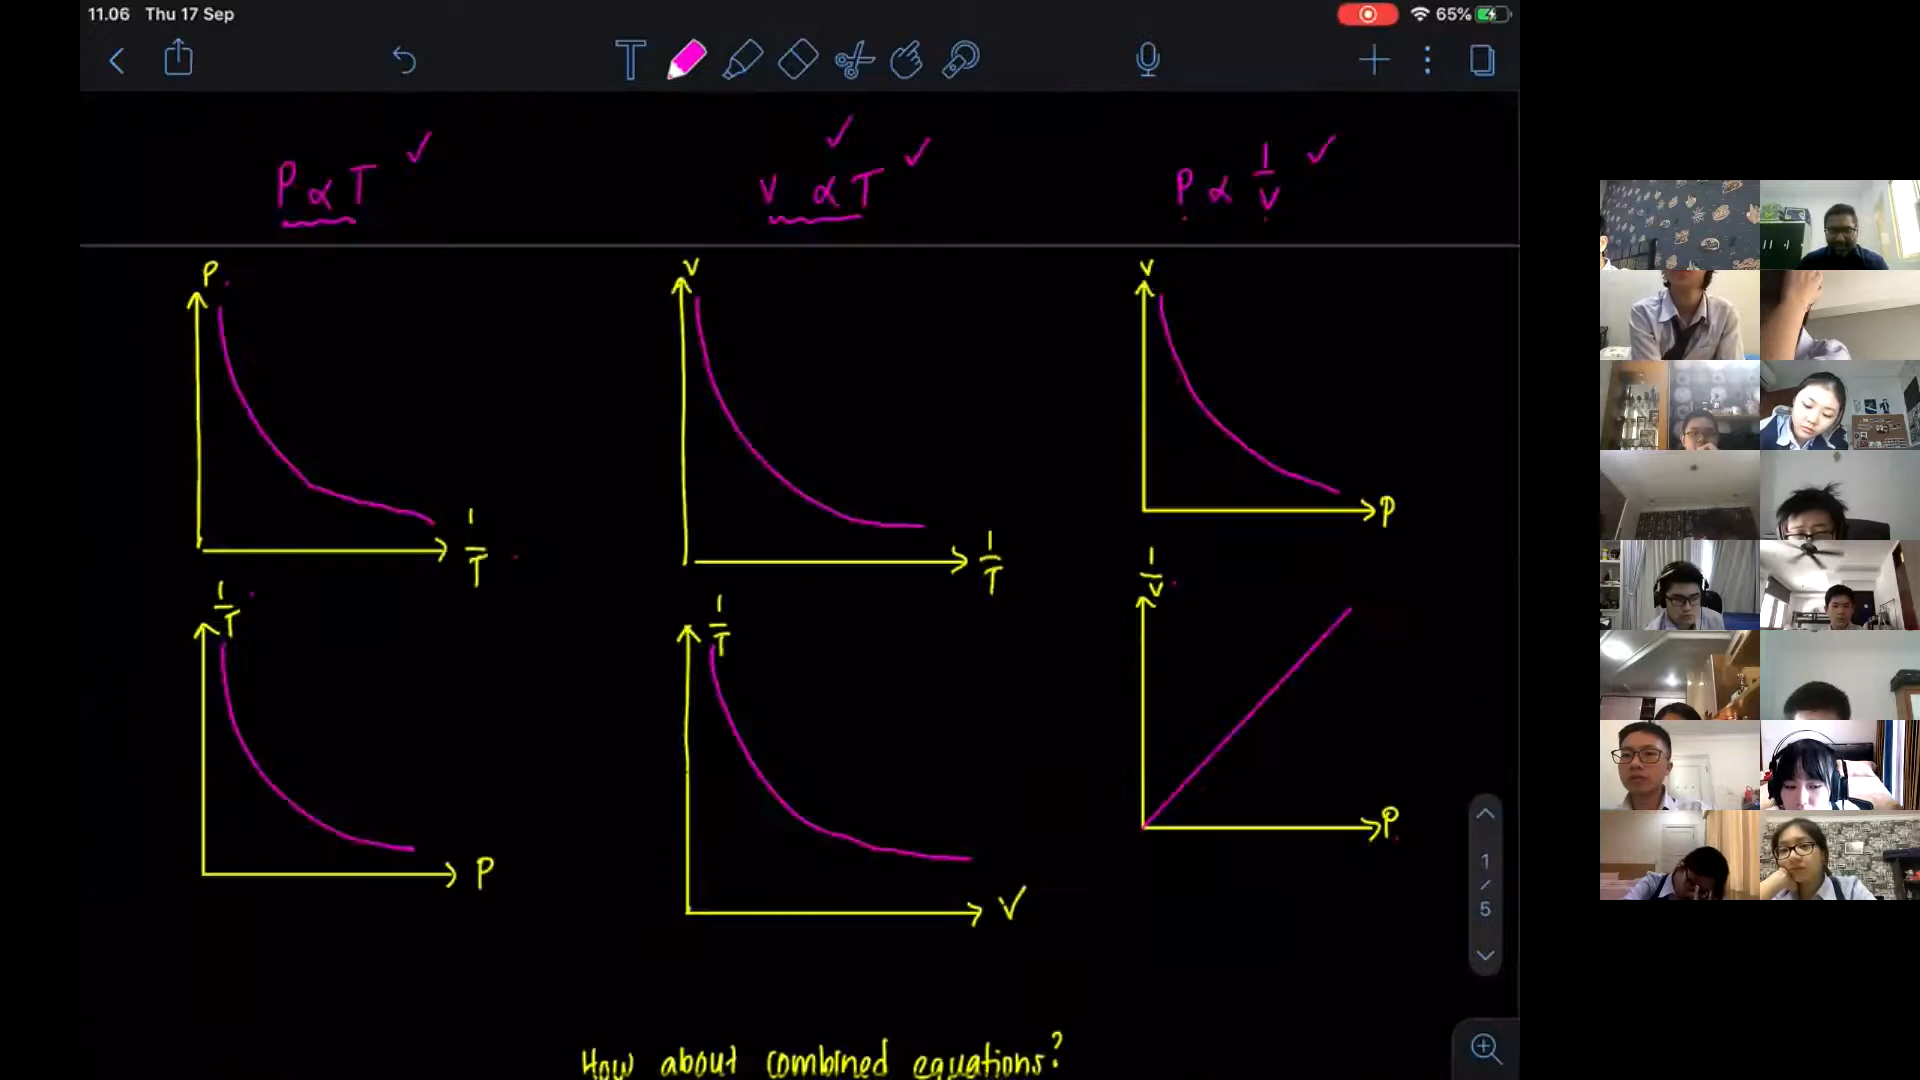 11.06 Thu 17 Sep
65%
T
P ∝ T ✓
V ∝ T ✓ ✓
P ∝ 1/V ✓
P
1/T
V
1/T
V
P
1/T
P
1/T
V
1/V
P
1
/
5
How about combined equations?